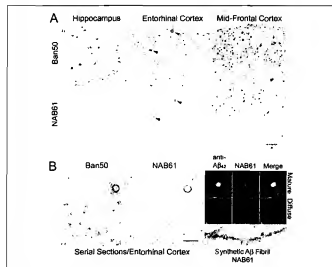 A Hippocampus Entorhinal Cortex Mid-Frontal Cortex
Ban50
NAB61
B Ban50 NAB61 anti-Aβ42 NAB61 Merge
Mature
Diffuse
Serial Sections/Entorhinal Cortex
Synthetic Aβ Fibril
NAB61